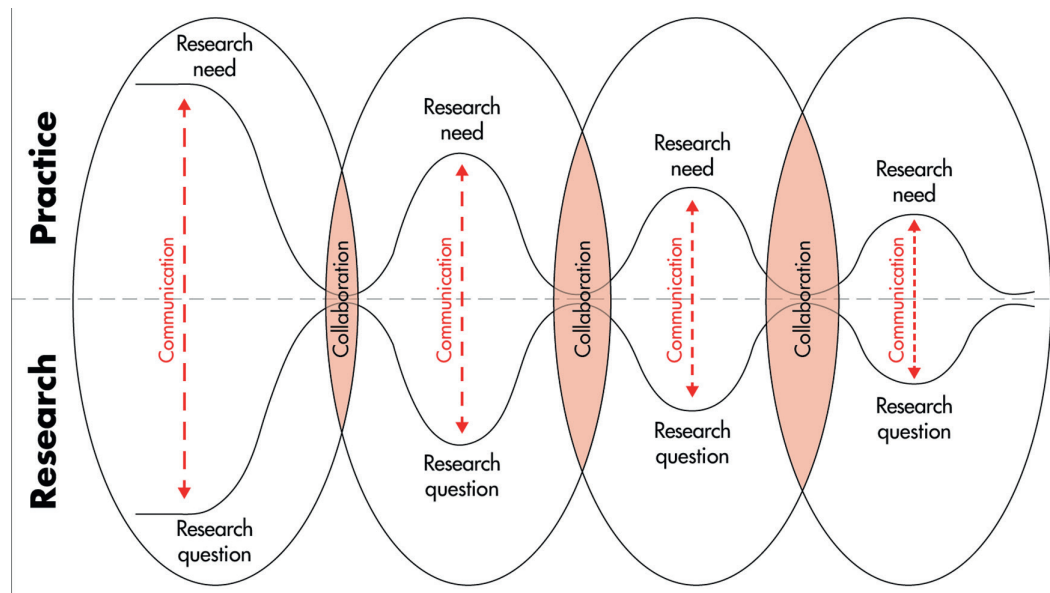 Practice
Research
Research
need
Communication
Research
question
Collaboration
Research
need
Communication
Research
question
Collaboration
Research
need
Communication
Research
question
Collaboration
Research
need
Communication
Research
question